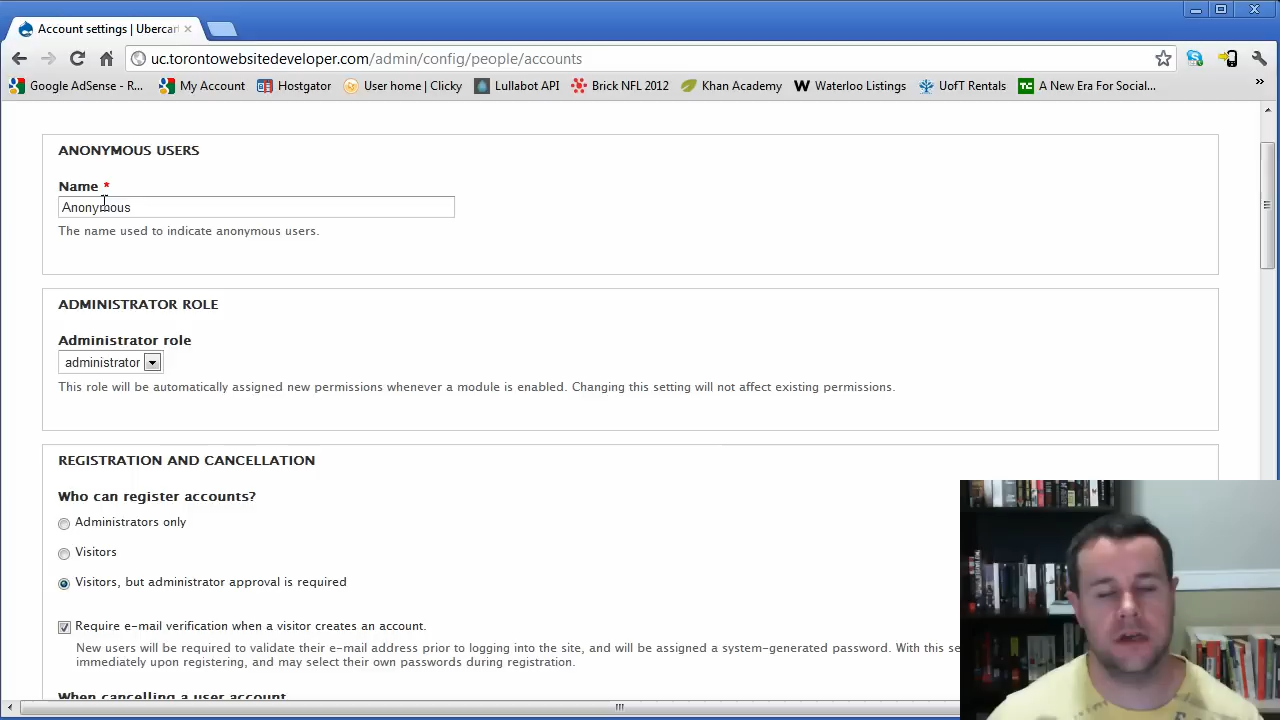 Account settings | Ubercar
uc.torontowebsitedeveloper.com/admin/config/people/accounts
Google AdSense - R... My Account Hostgator User home | Clicky Lullabot API Brick NFL 2012 Khan Academy Waterloo Listings UofT Rentals TC A New Era For Social... »
ANONYMOUS USERS
Name *
Anonymous
The name used to indicate anonymous users.
ADMINISTRATOR ROLE
Administrator role
administrator
This role will be automatically assigned new permissions whenever a module is enabled. Changing this setting will not affect existing permissions.
REGISTRATION AND CANCELLATION
Who can register accounts?
Administrators only
Visitors
Visitors, but administrator approval is required
Require e-mail verification when a visitor creates an account.
New users will be required to validate their e-mail address prior to logging into the site, and will be assigned a system-generated password. With this se
immediately upon registering, and may select their own passwords during registration.
When cancelling a user account